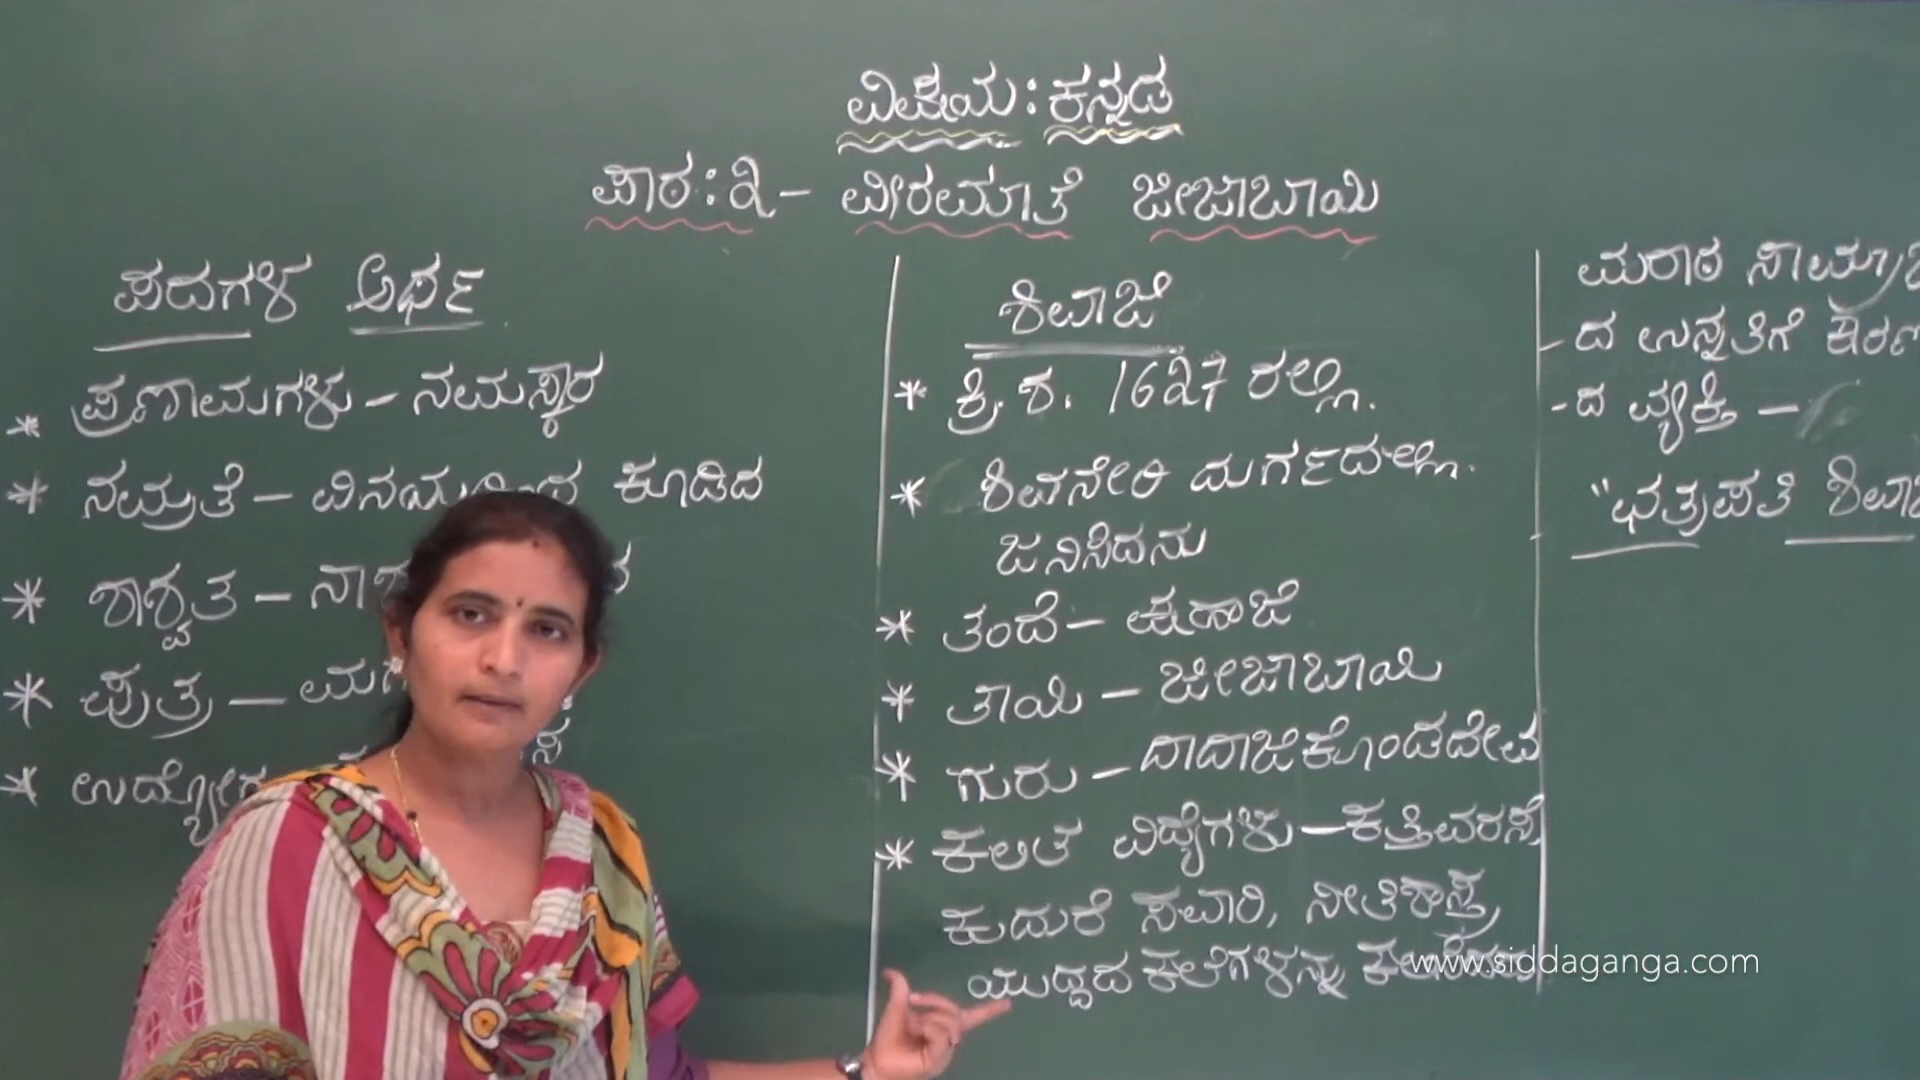 ವಿಷಯ: ಕನ್ನಡ
ಪಾಠ: ೩ - ವೀರಮಾತೆ ಜೀಜಾಬಾಯಿ
ಪದಗಳ ಅರ್ಥ
* ಪ್ರಣಾಮಗಳು - ನಮಸ್ಕಾರ
* ನಮ್ರತೆ - ವಿನಯದಿಂದ ಕೂಡಿದ
* ಶಾಶ್ವತ -
* ಪುತ್ರ - ಮಗ
*
ಶಿವಾಜಿ
* ಕ್ರಿ.ಶ. 1627 ರಲ್ಲಿ.
* ಶಿವನೇರಿ ದುರ್ಗದಲ್ಲಿ.
ಜನಿಸಿದನು
* ತಂದೆ - ಷಹಾಜಿ
* ತಾಯಿ - ಜೀಜಾಬಾಯಿ
* ಗುರು - ದಾದಾಜಿಕೊಂಡದೇವ
* ಕಲಿತ ವಿದ್ಯೆಗಳು - ಕತ್ತಿವರಸೆ
ಕುದುರೆ ಸವಾರಿ, ನೀತಿಶಾಸ್ತ್ರ,
ಯುದ್ಧದ ಕಲೆಗಳನ್ನು
ಮರಾಠ
ದ ಉನ್ನತಿಗೆ
-ದ ವ್ಯಕ್ತಿ -
"ಛತ್ರಪತಿ
www.siddaganga.com